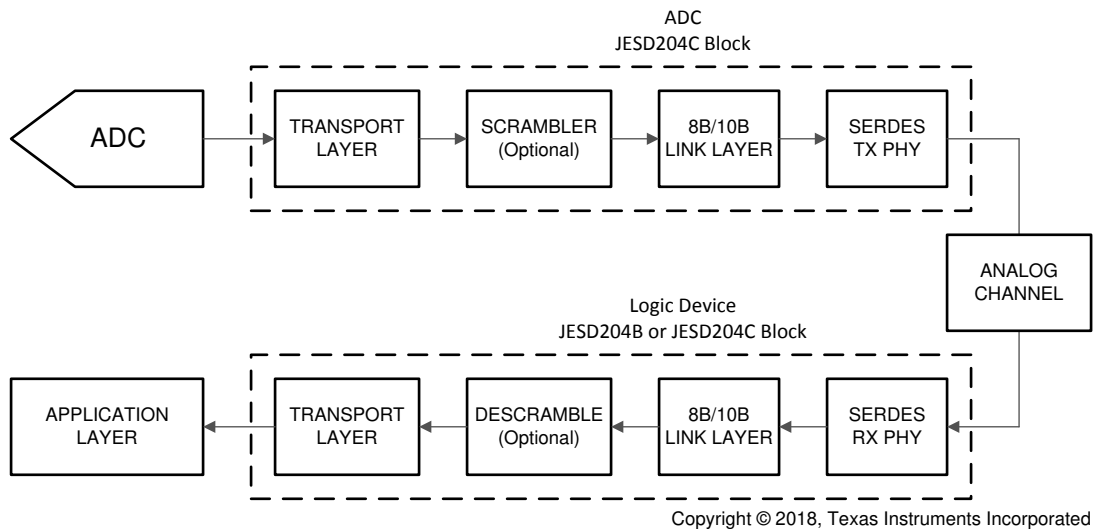 ADC
JESD204C Block
ADC
TRANSPORT
LAYER
SCRAMBLER
(Optional)
8B/10B
LINK LAYER
SERDES
TX PHY
ANALOG
CHANNEL
Logic Device
JESD204B or JESD204C Block
APPLICATION
LAYER
TRANSPORT
LAYER
DESCRAMBLE
(Optional)
8B/10B
LINK LAYER
SERDES
RX PHY
Copyright © 2018, Texas Instruments Incorporated